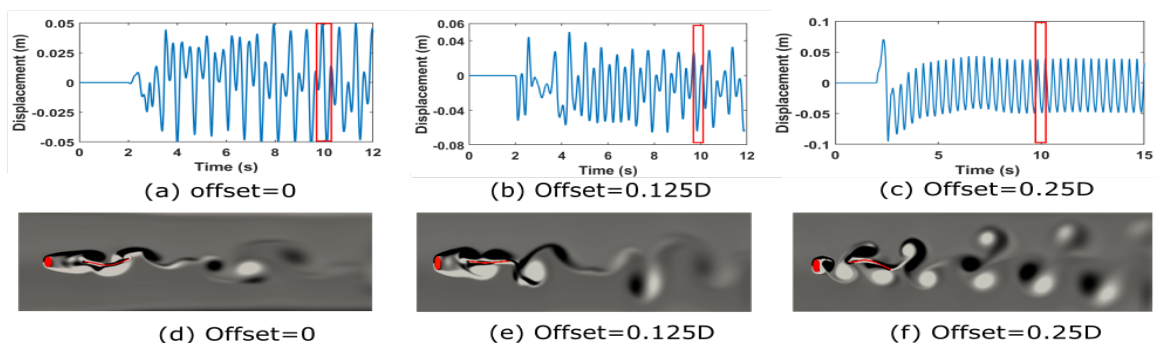 0.05
0.025
0
-0.025
-0.05
Displacement (m)
0 2 4 6 8 10 12
Time (s)
(a) offset=0
0.06
0.04
0
-0.04
-0.08
Displacement (m)
0 2 4 6 8 10 12
Time (s)
(b) Offset=0.125D
0.1
0.05
0
-0.05
-0.1
Displacement (m)
0 5 10 15
Time (s)
(c) Offset=0.25D
(d) Offset=0
(e) Offset=0.125D
(f) Offset=0.25D